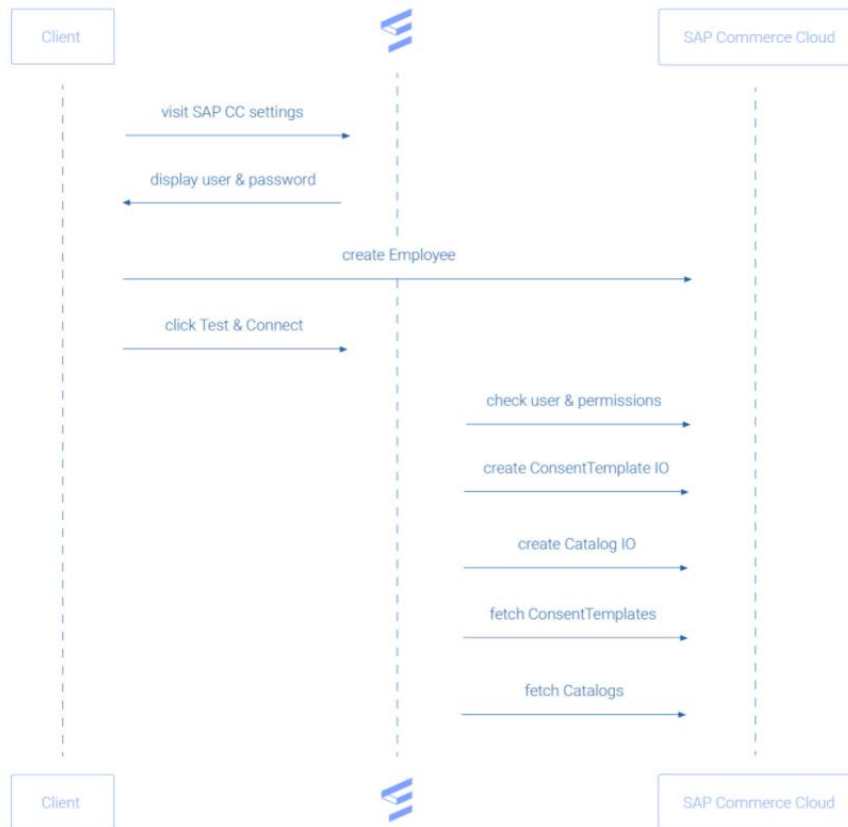 Client
SAP Commerce Cloud
visit SAP CC settings
display user & password
create Employee
click Test & Connect
check user & permissions
create ConsentTemplate IO
create Catalog IO
fetch ConsentTemplates
fetch Catalogs
Client
SAP Commerce Cloud